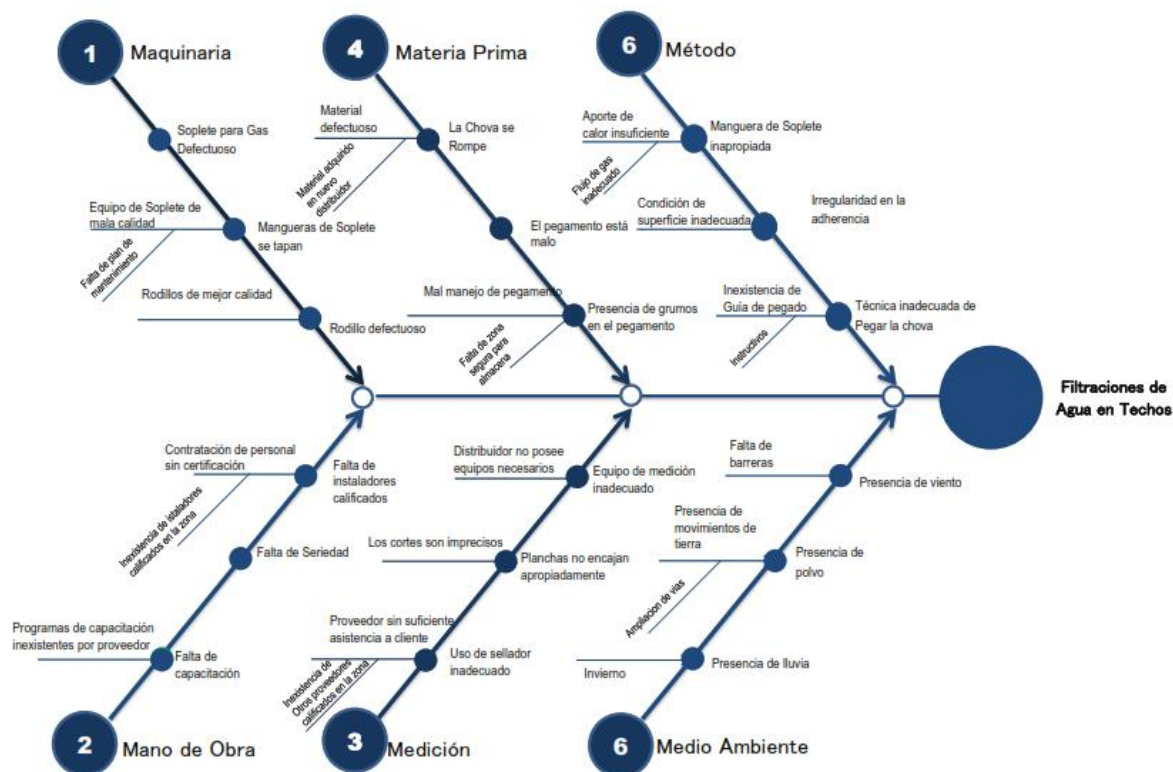 1
Maquinaria
4
Materia Prima
6
Método
Soplete para Gas
Defectuoso
Equipo de Soplete de
mala calidad
Mangueras de Soplete
se tapan
Falta de plan de
mantenimiento
Rodillos de mejor calidad
Rodillo defectuoso
Material
defectuoso
La Chova se
Rompe
Material adquirido
en nuevo
distribuidor
El pegamento está
malo
Mal manejo de pegamento
Presencia de grumos
en el pegamento
Falta de zona
segura para
almacena
Aporte de
calor insuficiente
Manguera de Soplete
inapropiada
Flujo de gas
inadecuado
Condición de
superficie inadecuada
Irregularidad en la
adherencia
Inexistencia de
Guía de pegado
Técnica inadecuada de
Pegar la chova
Instructivos
Filtraciones de
Agua en Techos
Contratación de personal
sin certificación
Falta de
instaladores
calificados
Inexistencia de istaladores
calificados en la zona
Falta de Seriedad
Programas de capacitación
inexistentes por proveedor
Falta de
capacitación
Distribuidor no posee
equipos necesarios
Equipo de medición
inadecuado
Los cortes son imprecisos
Planchas no encajan
apropiadamente
Proveedor sin suficiente
asistencia a cliente
Uso de sellador
inadecuado
Inexistencia de
Otros proveedores
calificados en la zona
Falta de
barreras
Presencia de viento
Presencia de
movimientos de
tierra
Presencia de
polvo
Ampliacion de vias
Invierno
Presencia de lluvia
2
Mano de Obra
3
Medición
6
Medio Ambiente